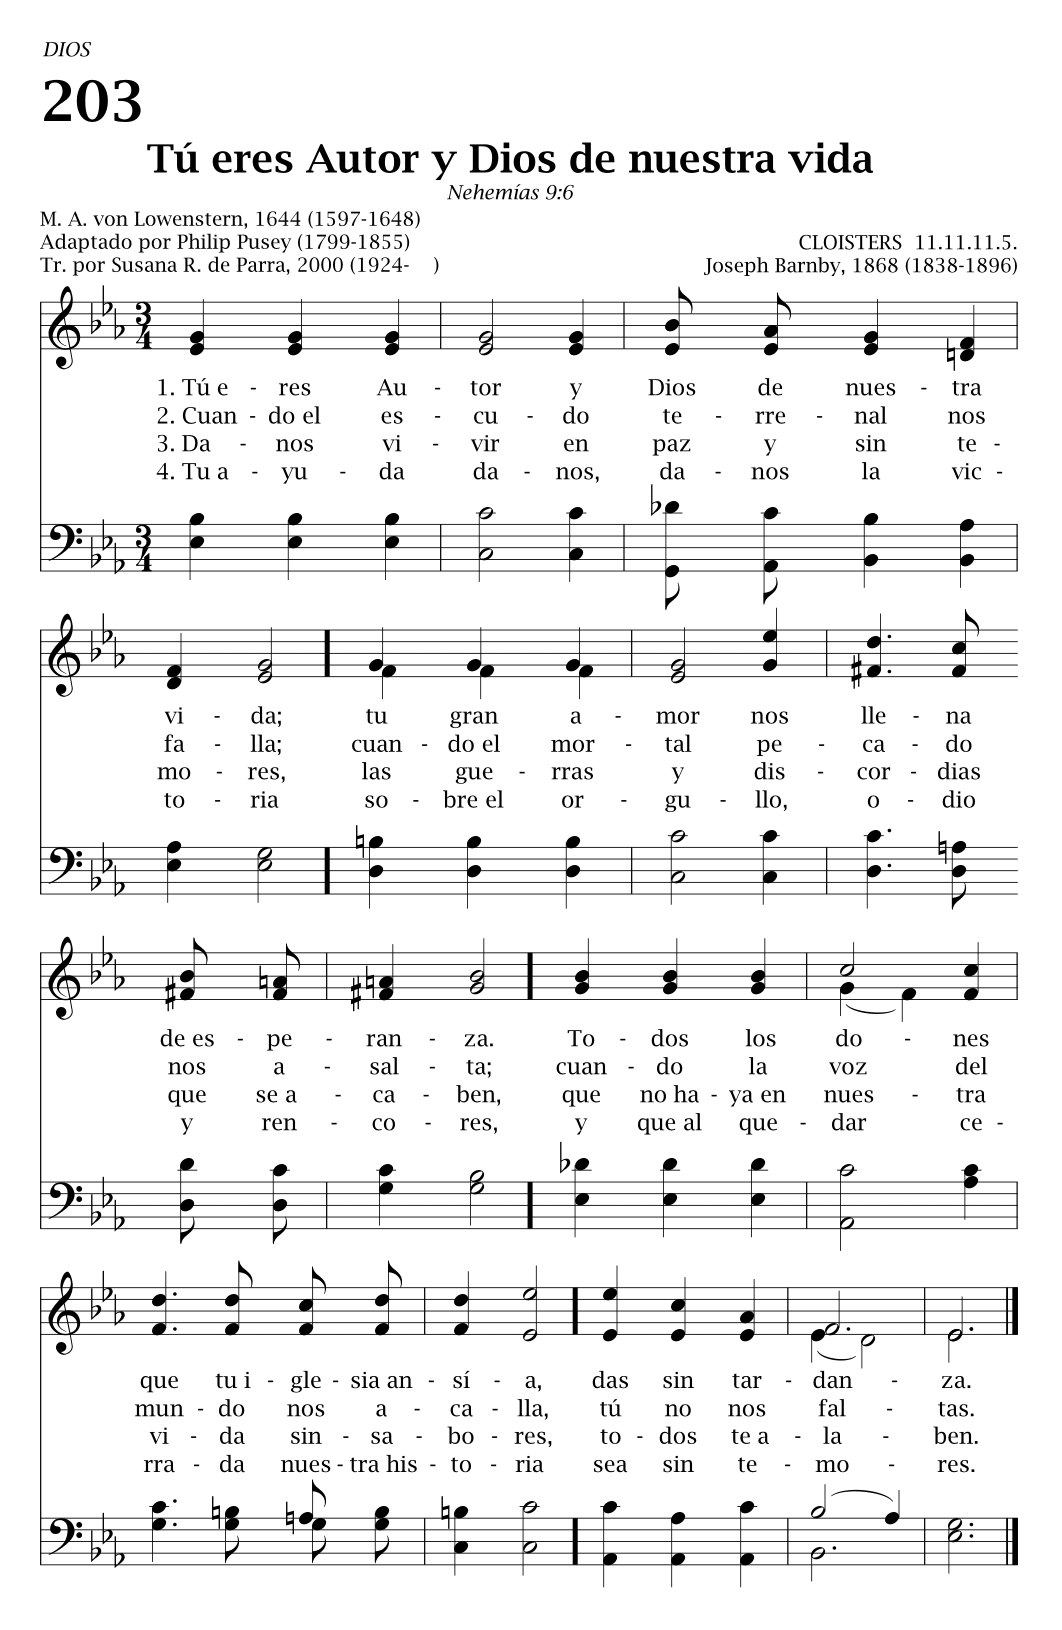 DIOS
203
Tú eres Autor y Dios de nuestra vida
Nehemías 9:6
M. A. von Lowenstern, 1644 (1597-1648)
Adaptado por Philip Pusey (1799-1855)
CLOISTERS 11.11.11.5.
Tr. por Susana R. de Parra, 2000 (1924- )
Joseph Barnby, 1868 (1838-1896)
3
4
1. Tú e - res Au - tor y Dios de nues - tra
2. Cuan - do el es - cu - do te - rre - nal nos
3. Da - nos vi - vir en paz y sin te -
4. Tu a - yu - da da - nos, da - nos la vic -
3
4
vi - da; tu gran a - mor nos lle - na
fa - lla; cuan - do el mor - tal pe - ca - do
mo - res, las gue - rras y dis - cor - dias
to - ria so - bre el or - gu - llo, o - dio
de es - pe - ran - za. To - dos los do - nes
nos a - sal - ta; cuan - do la voz del
que se a - ca - ben, que no ha - ya en nues - tra
y ren - co - res, y que al que - dar ce -
que tu i - gle - sia an - sí - a, das sin tar - dan - za.
mun - do nos a - ca - lla, tú no nos fal - tas.
vi - da sin - sa - bo - res, to - dos te a - la - ben.
rra - da nues - tra his - to - ria sea sin te - mo - res.